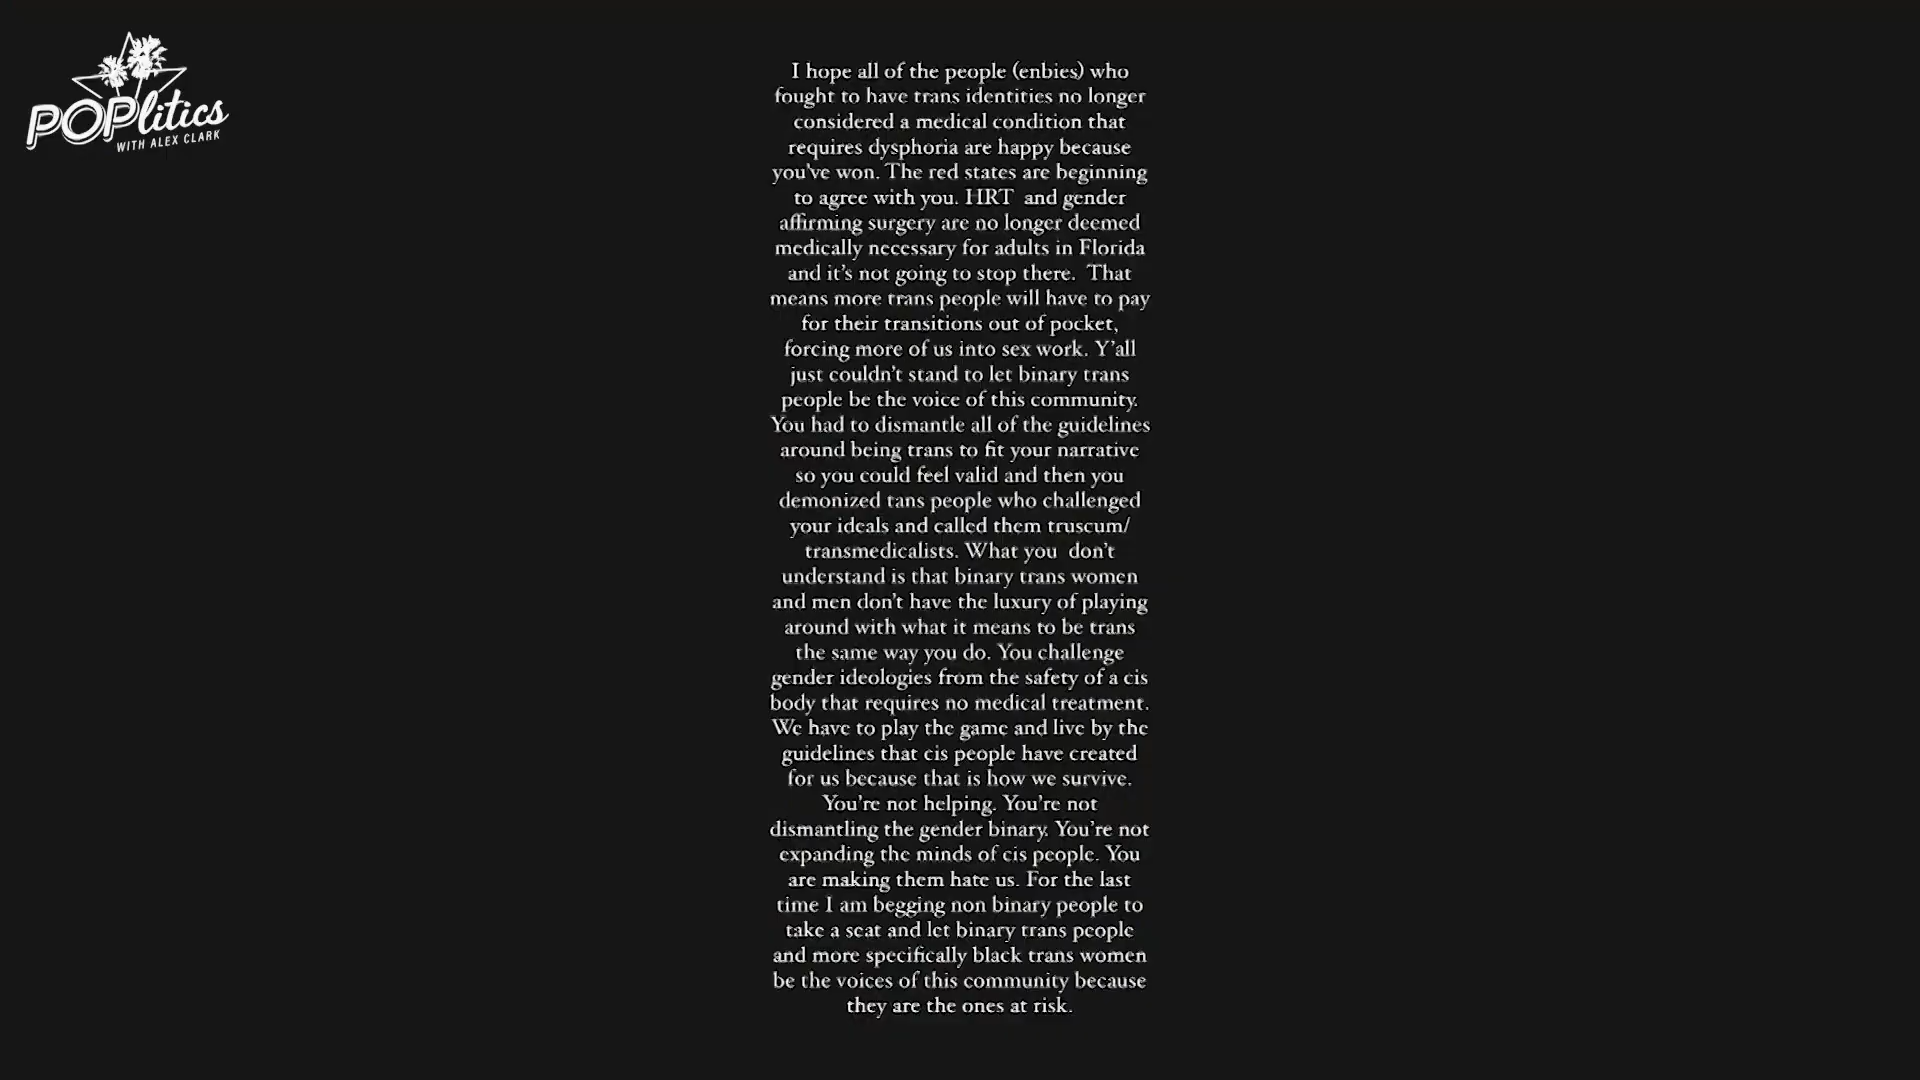 POPlitics
WITH ALEX CLARK
I hope all of the people (enbies) who
fought to have trans identities no longer
considered a medical condition that
requires dysphoria are happy because
you've won. The red states are beginning
to agree with you. HRT and gender
affirming surgery are no longer deemed
medically necessary for adults in Florida
and it's not going to stop there. That
means more trans people will have to pay
for their transitions out of pocket,
forcing more of us into sex work. Y'all
just couldn't stand to let binary trans
people be the voice of this community.
You had to dismantle all of the guidelines
around being trans to fit your narrative
so you could feel valid and then you
demonized tans people who challenged
your ideals and called them truscum/
transmedicalists. What you don't
understand is that binary trans women
and men don't have the luxury of playing
around with what it means to be trans
the same way you do. You challenge
gender ideologies from the safety of a cis
body that requires no medical treatment.
We have to play the game and live by the
guidelines that cis people have created
for us because that is how we survive.
You're not helping. You're not
dismantling the gender binary. You're not
expanding the minds of cis people. You
are making them hate us. For the last
time I am begging non binary people to
take a seat and let binary trans people
and more specifically black trans women
be the voices of this community because
they are the ones at risk.